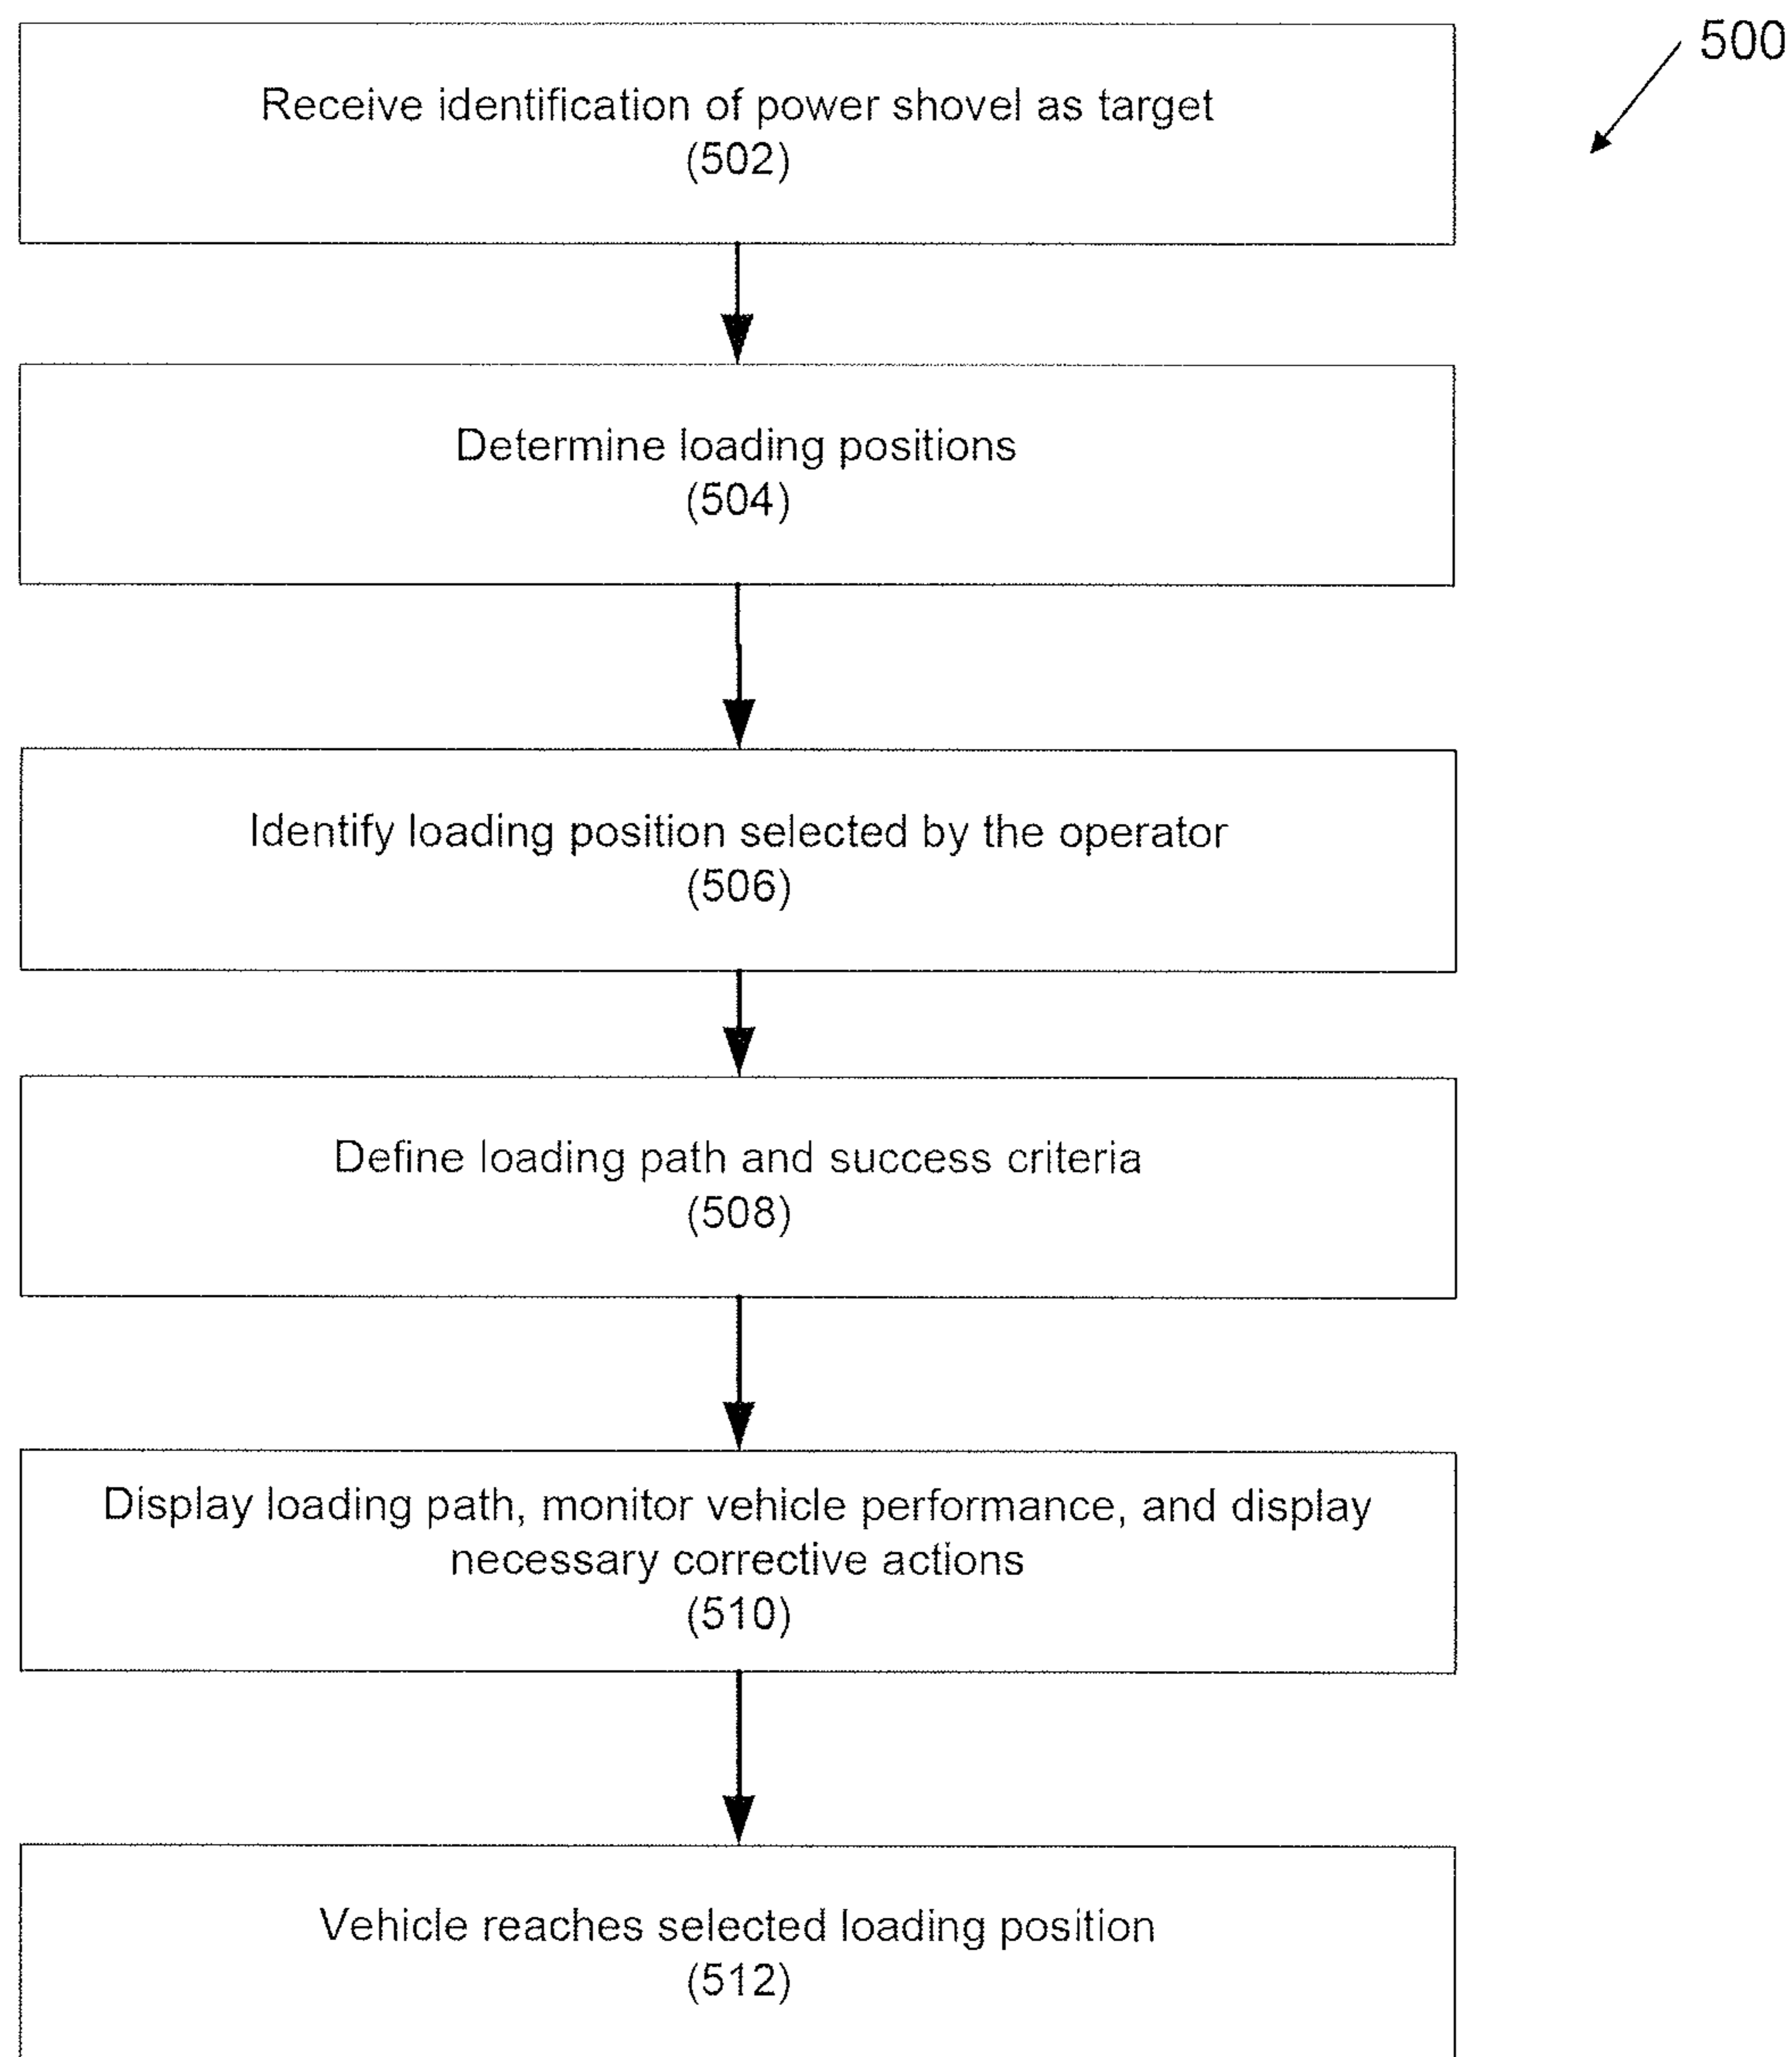 500
Receive identification of power shovel as target
(502)
Determine loading positions
(504)
Identify loading position selected by the operator
(506)
Define loading path and success criteria
(508)
Display loading path, monitor vehicle performance, and display
necessary corrective actions
(510)
Vehicle reaches selected loading position
(512)